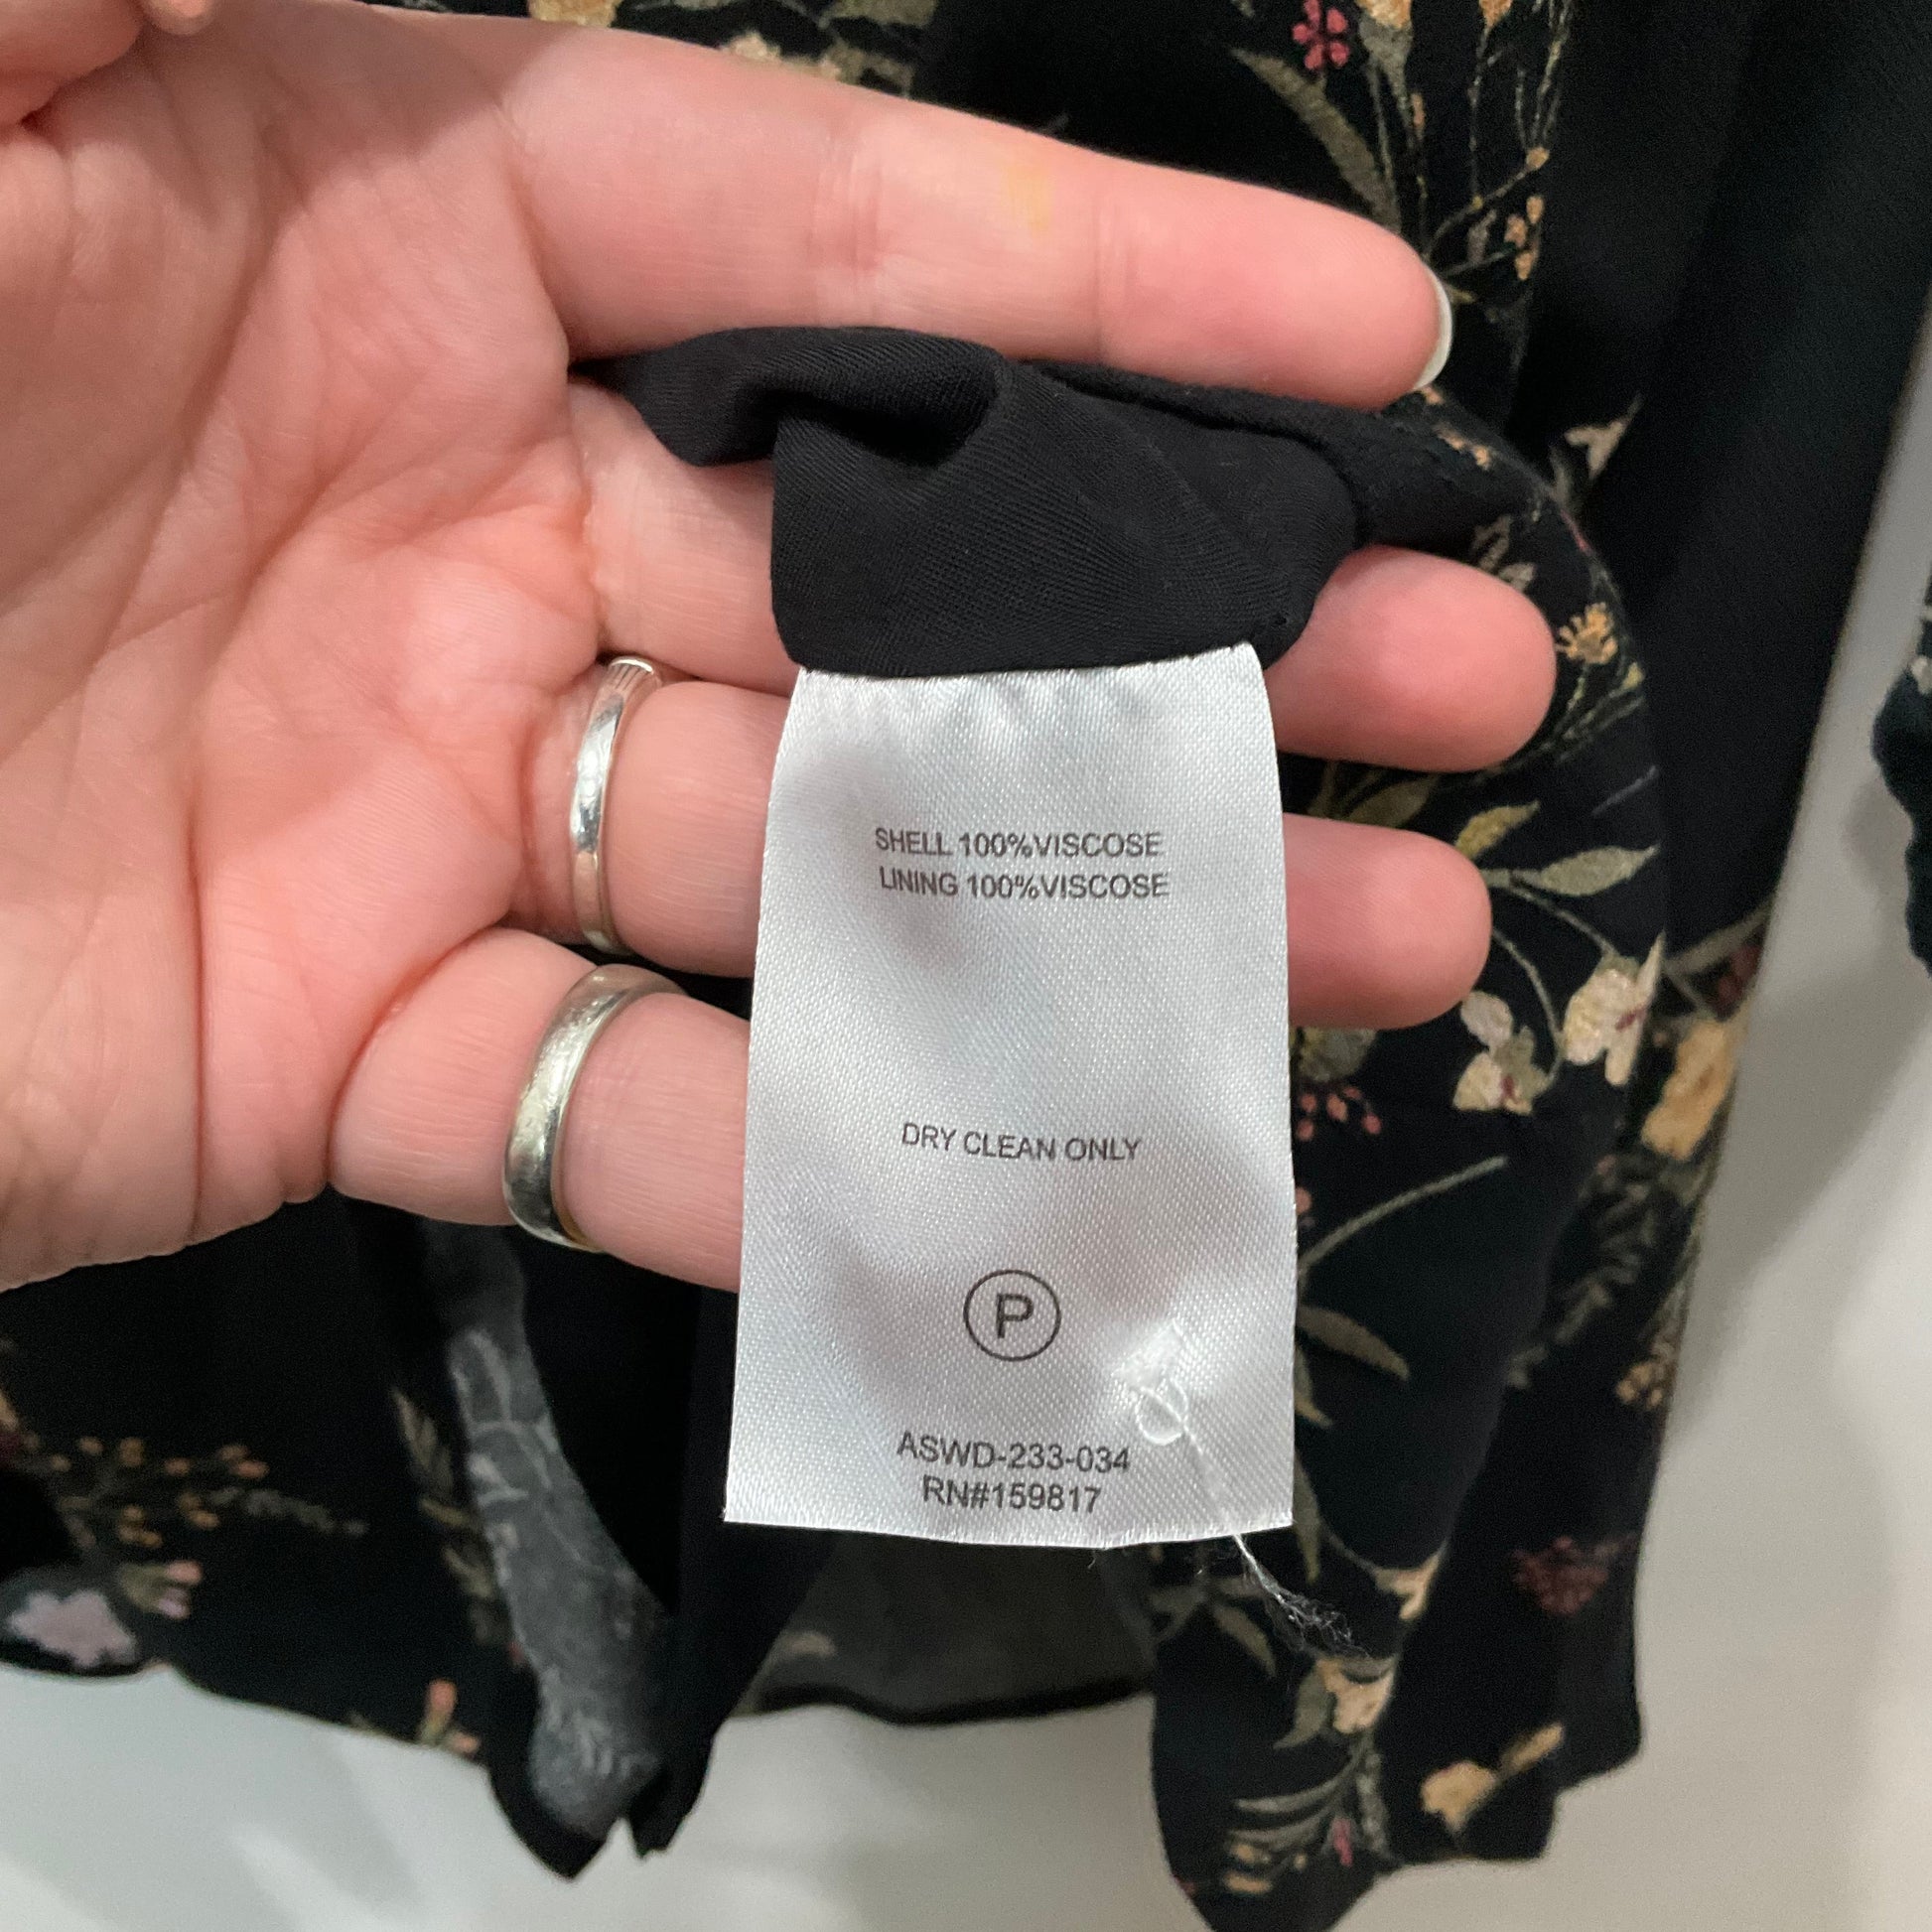 SHELL 100%VISCOSE
LINING 100%VISCOSE
DRY CLEAN ONLY
P
ASWD-233-034
RN#159817